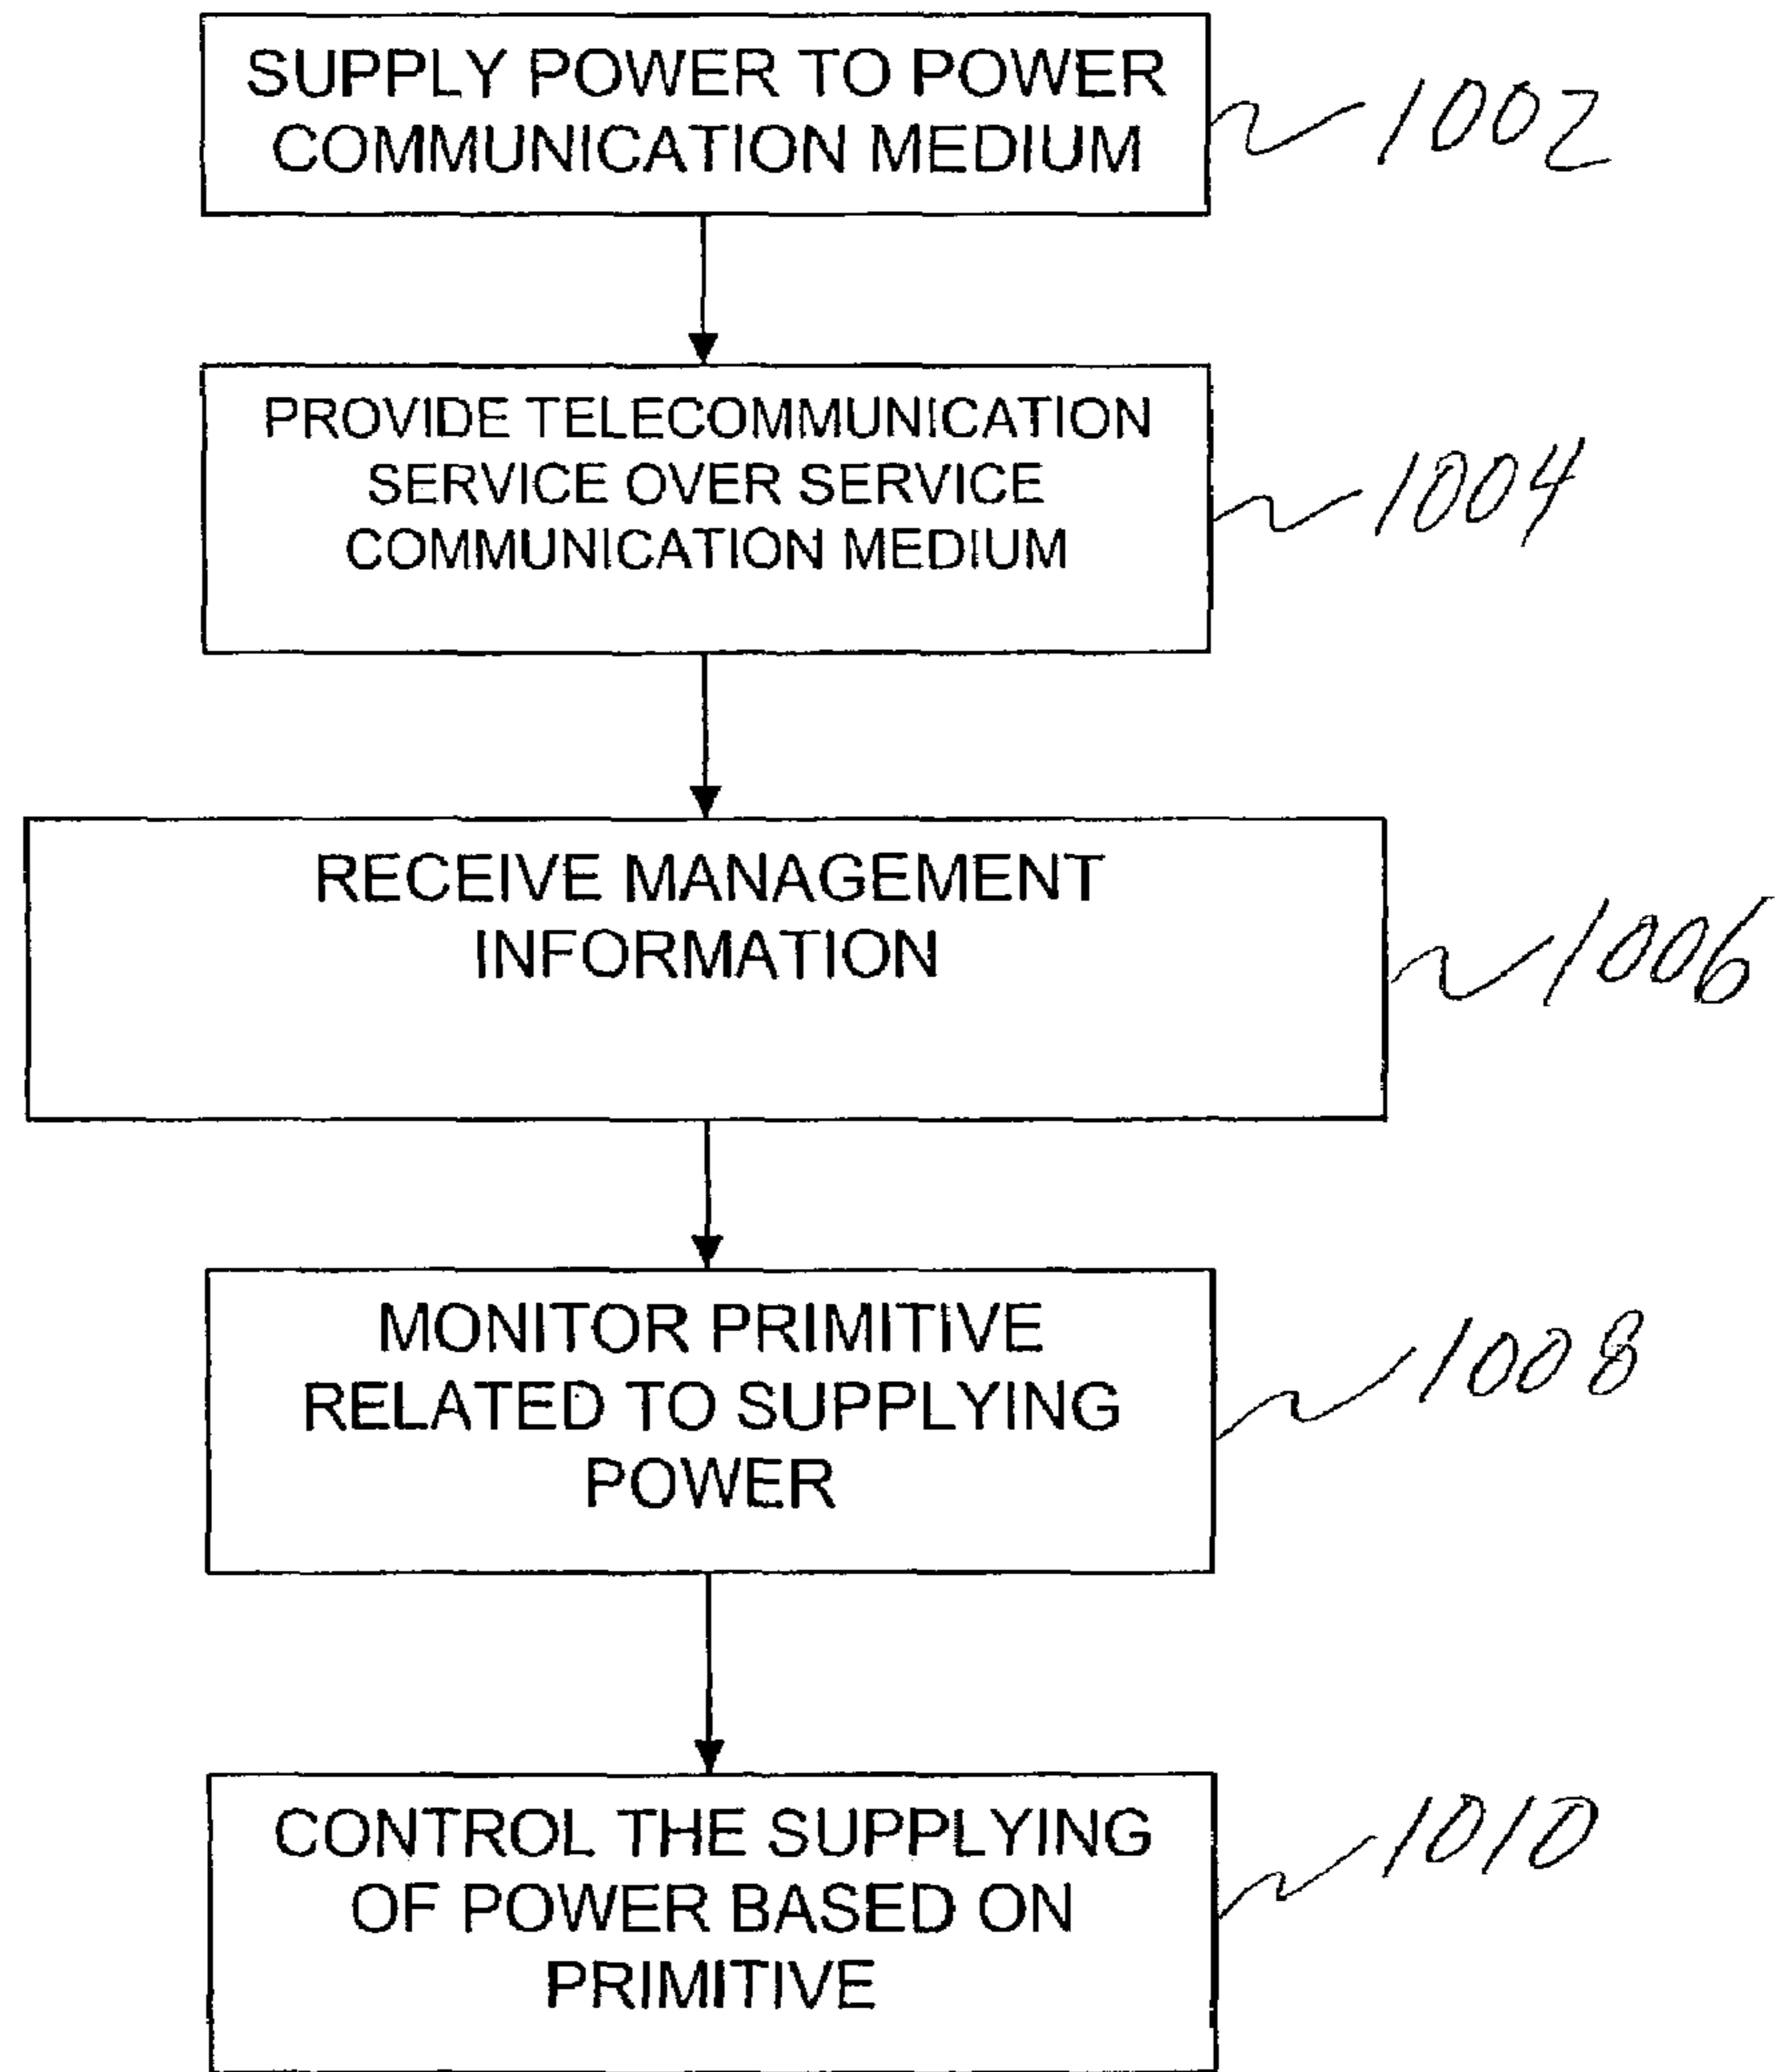 SUPPLY POWER TO POWER
COMMUNICATION MEDIUM
1002
PROVIDE TELECOMMUNICATION
SERVICE OVER SERVICE
COMMUNICATION MEDIUM
1004
RECEIVE MANAGEMENT
INFORMATION
1006
MONITOR PRIMITIVE
RELATED TO SUPPLYING
POWER
1008
CONTROL THE SUPPLYING
OF POWER BASED ON
PRIMITIVE
1010